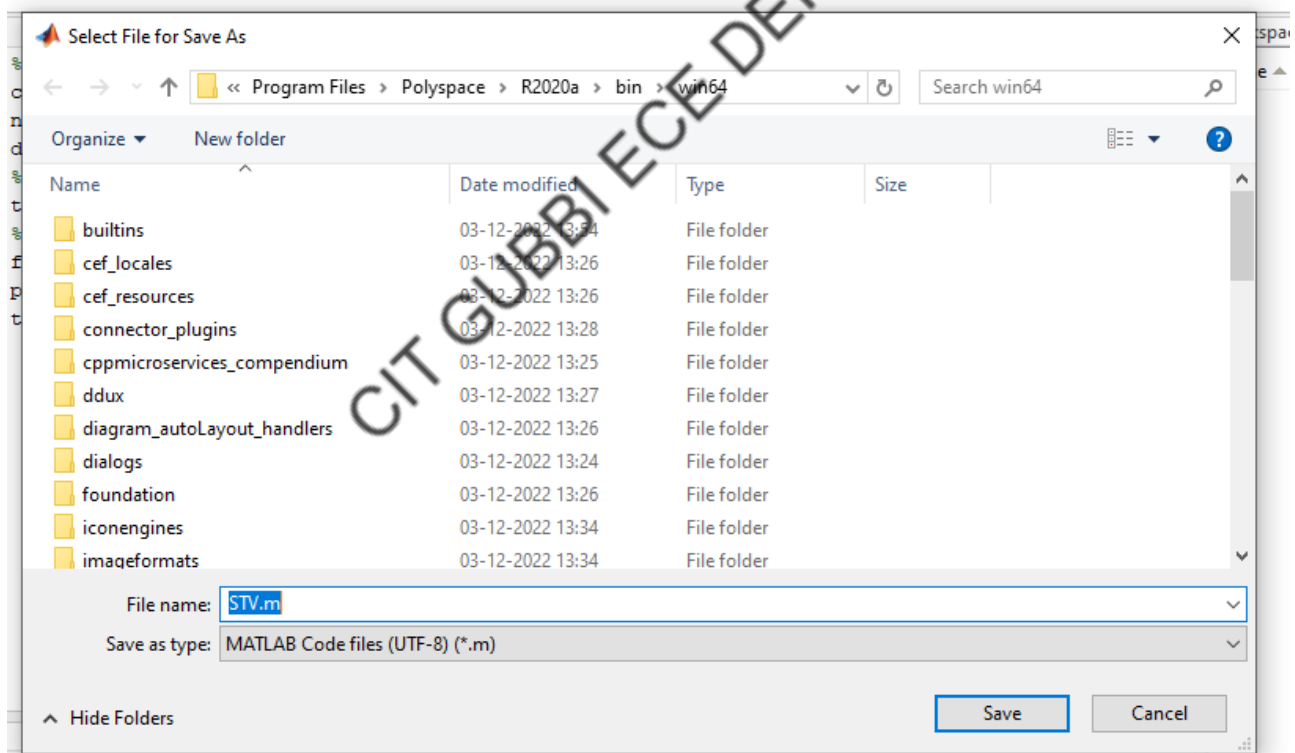 Select File for Save As
« Program Files > Polyspace > R2020a > bin > win64
Search win64
Organize
New folder
Name Date modified Type Size
builtins 03-12-2022 13:54 File folder
cef_locales 03-12-2022 13:26 File folder
cef_resources 03-12-2022 13:26 File folder
connector_plugins 03-12-2022 13:28 File folder
cppmicroservices_compendium 03-12-2022 13:25 File folder
ddux 03-12-2022 13:27 File folder
diagram_autoLayout_handlers 03-12-2022 13:26 File folder
dialogs 03-12-2022 13:24 File folder
foundation 03-12-2022 13:26 File folder
iconengines 03-12-2022 13:34 File folder
imageformats 03-12-2022 13:34 File folder
File name: STV.m
Save as type: MATLAB Code files (UTF-8) (*.m)
Hide Folders
Save
Cancel
CIT GUBBI ECE